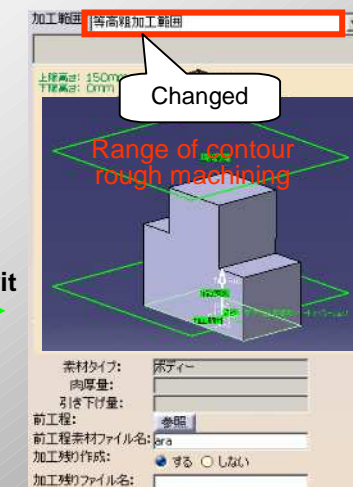 加工範囲 等高粗加工範囲
上限高さ: 150mm
下限高さ: 0mm
Changed
Range of contour
rough machining
it
素材タイプ: ボディー
肉厚量:
引き下げ量:
前工程: 参照
前工程素材ファイル名: ara
加工残り作成: する しない
加工残りファイル名: